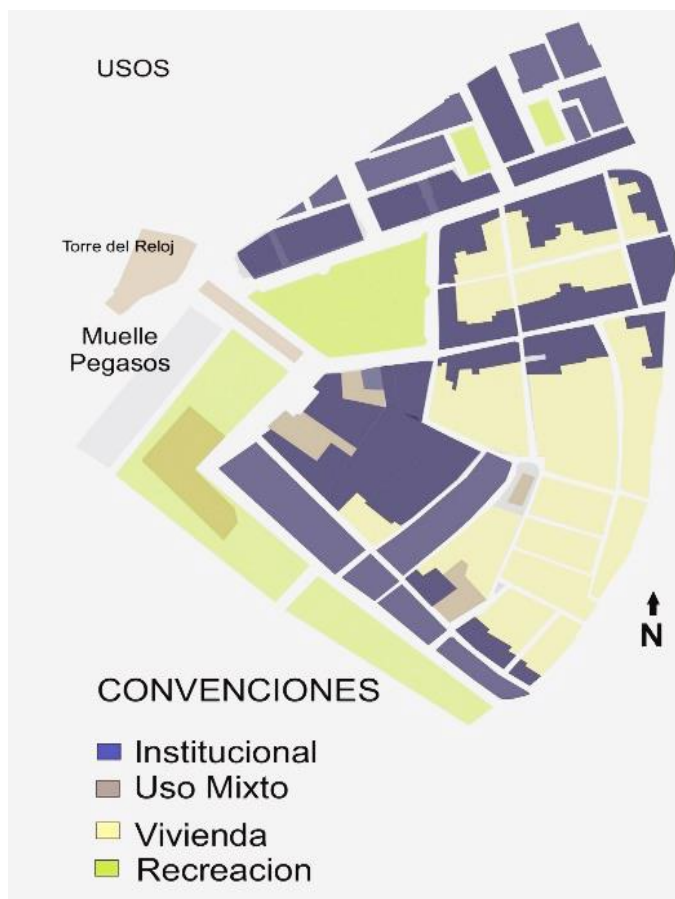 USOS
Torre del Reloj
Muelle
Pegasos
N
CONVENCIONES
Institucional
Uso Mixto
Vivienda
Recreacion